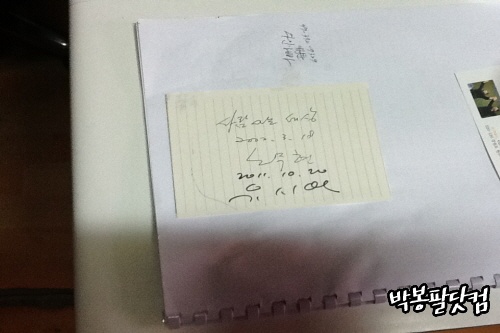 사람 사는 세상
2002. 3. 18
노무현
2011. 10. 20
유시민
박봉팔닷컴